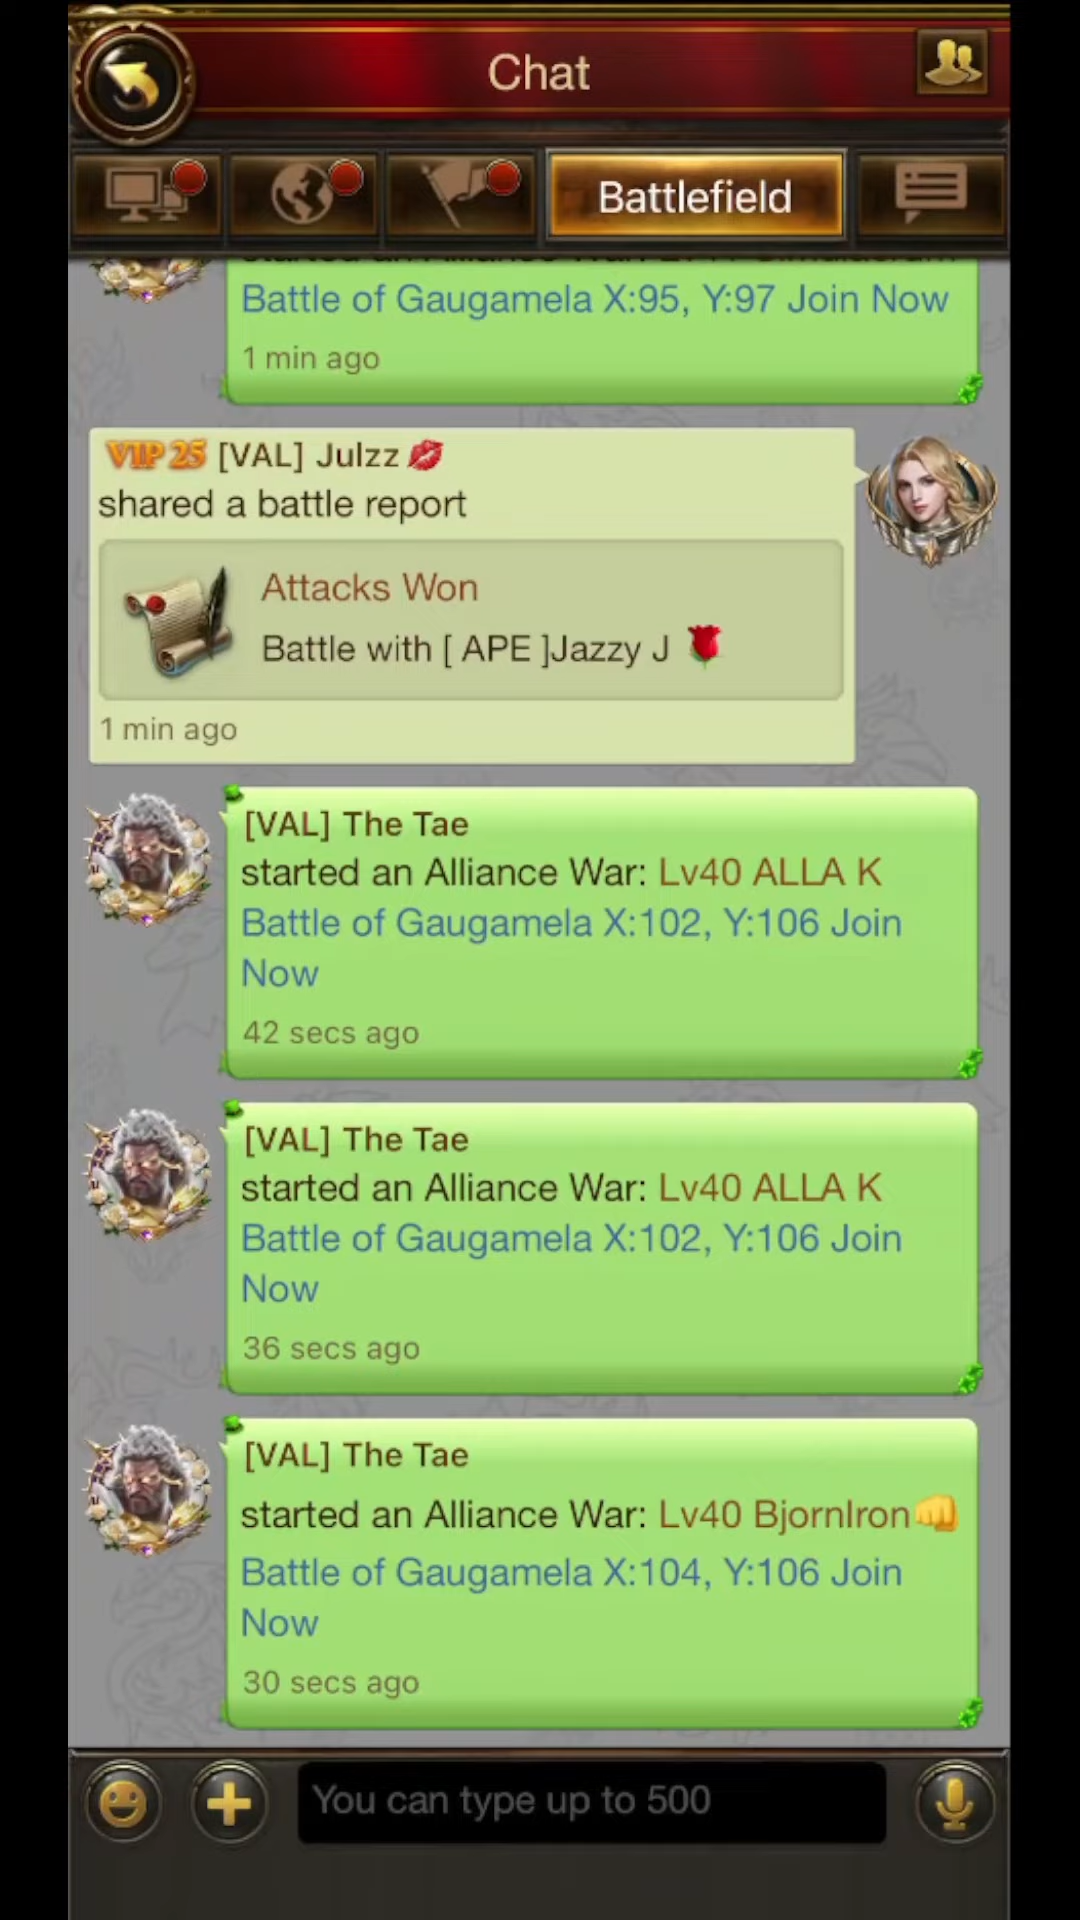 Chat
Battlefield
Battle of Gaugamela X:95, Y:97 Join Now
1 min ago
VIP 25 [VAL] Julzz💋
shared a battle report
Attacks Won
Battle with [ APE ]Jazzy J 🌹
1 min ago
[VAL] The Tae
started an Alliance War: Lv40 ALLA K
Battle of Gaugamela X:102, Y:106 Join
Now
42 secs ago
[VAL] The Tae
started an Alliance War: Lv40 ALLA K
Battle of Gaugamela X:102, Y:106 Join
Now
36 secs ago
[VAL] The Tae
started an Alliance War: Lv40 BjornIron👊
Battle of Gaugamela X:104, Y:106 Join
Now
30 secs ago
You can type up to 500